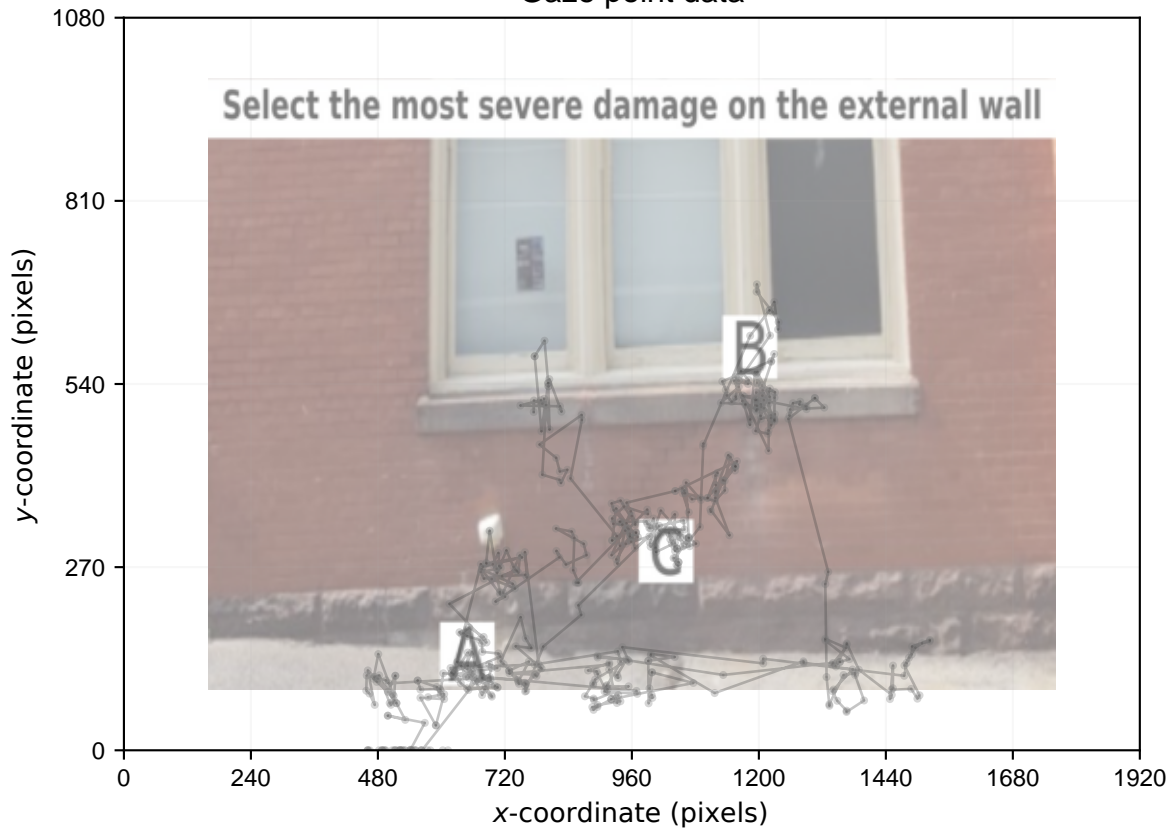 Gaze point data
Select the most severe damage on the external wall
B
C
A
1080
810
540
270
0
0 240 480 720 960 1200 1440 1680 1920
x-coordinate (pixels)
y-coordinate (pixels)